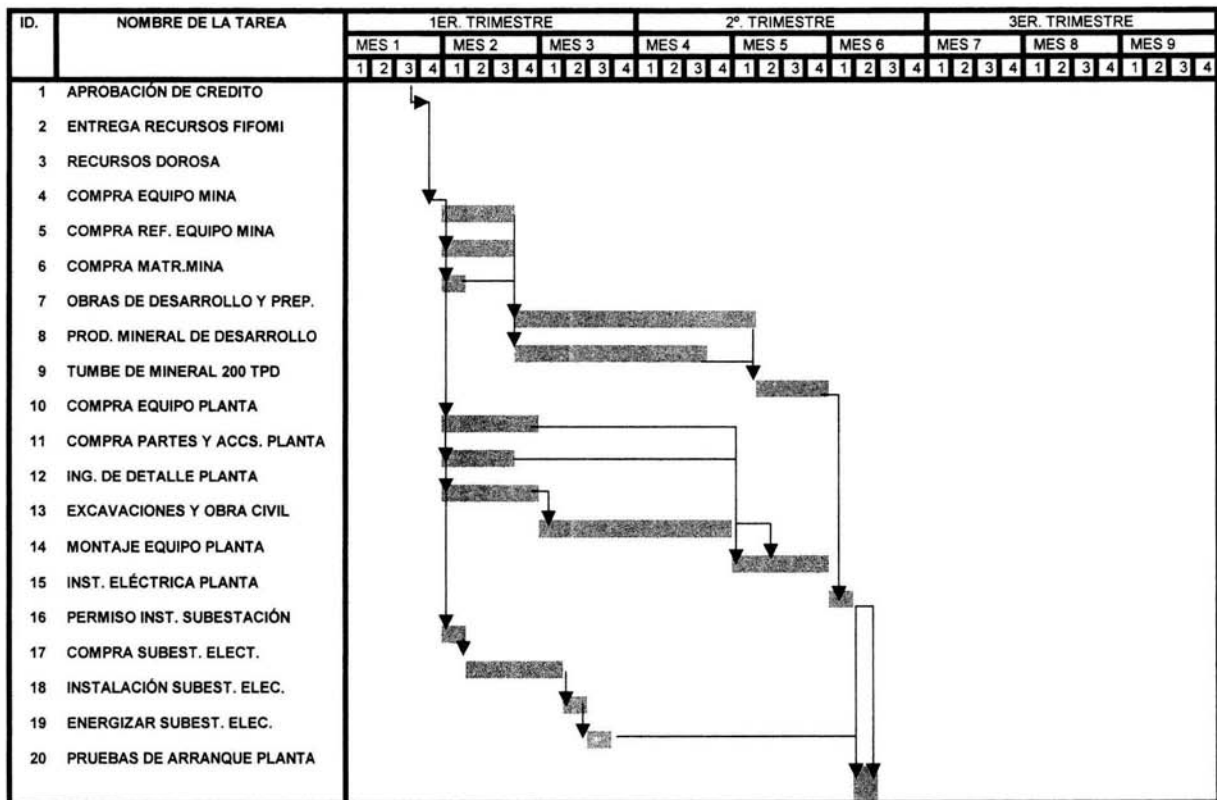 ID. NOMBRE DE LA TAREA 1ER. TRIMESTRE 2º. TRIMESTRE 3ER. TRIMESTRE
MES 1 MES 2 MES 3 MES 4 MES 5 MES 6 MES 7 MES 8 MES 9
1 2 3 4 1 2 3 4 1 2 3 4 1 2 3 4 1 2 3 4 1 2 3 4 1 2 3 4 1 2 3 4 1 2 3 4
1 APROBACIÓN DE CREDITO
2 ENTREGA RECURSOS FIFOMI
3 RECURSOS DOROSA
4 COMPRA EQUIPO MINA
5 COMPRA REF. EQUIPO MINA
6 COMPRA MATR.MINA
7 OBRAS DE DESARROLLO Y PREP.
8 PROD. MINERAL DE DESARROLLO
9 TUMBE DE MINERAL 200 TPD
10 COMPRA EQUIPO PLANTA
11 COMPRA PARTES Y ACCS. PLANTA
12 ING. DE DETALLE PLANTA
13 EXCAVACIONES Y OBRA CIVIL
14 MONTAJE EQUIPO PLANTA
15 INST. ELÉCTRICA PLANTA
16 PERMISO INST. SUBESTACIÓN
17 COMPRA SUBEST. ELECT.
18 INSTALACIÓN SUBEST. ELEC.
19 ENERGIZAR SUBEST. ELEC.
20 PRUEBAS DE ARRANQUE PLANTA